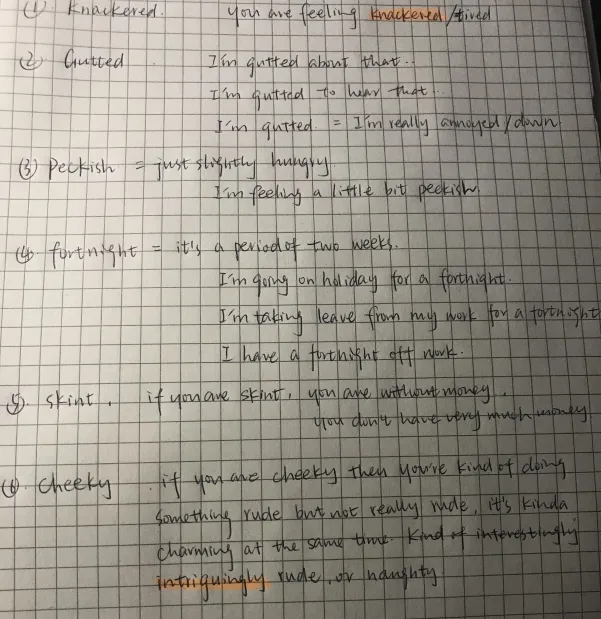 (1) Knackered. you are feeling knackered/tired
(2) Gutted I'm gutted about that..
I'm gutted to hear that..
I'm gutted. = I'm really annoyed/down
(3) Peckish = just slightly hungry
I'm feeling a little bit peckish.
(4). fortnight = it's a period of two weeks.
I'm going on holiday for a forthight.
I'm taking leave from my work for a fortnight
I have a forthight off work.
(5). Skint. if you are skint, you are without money.
you don't have very much money
(6). Cheeky. if you are cheeky then you're kind of doing
something rude but not really rude, it's kinda
charming at the same time. Kind of interestingly
intriguingly rude, or naughty